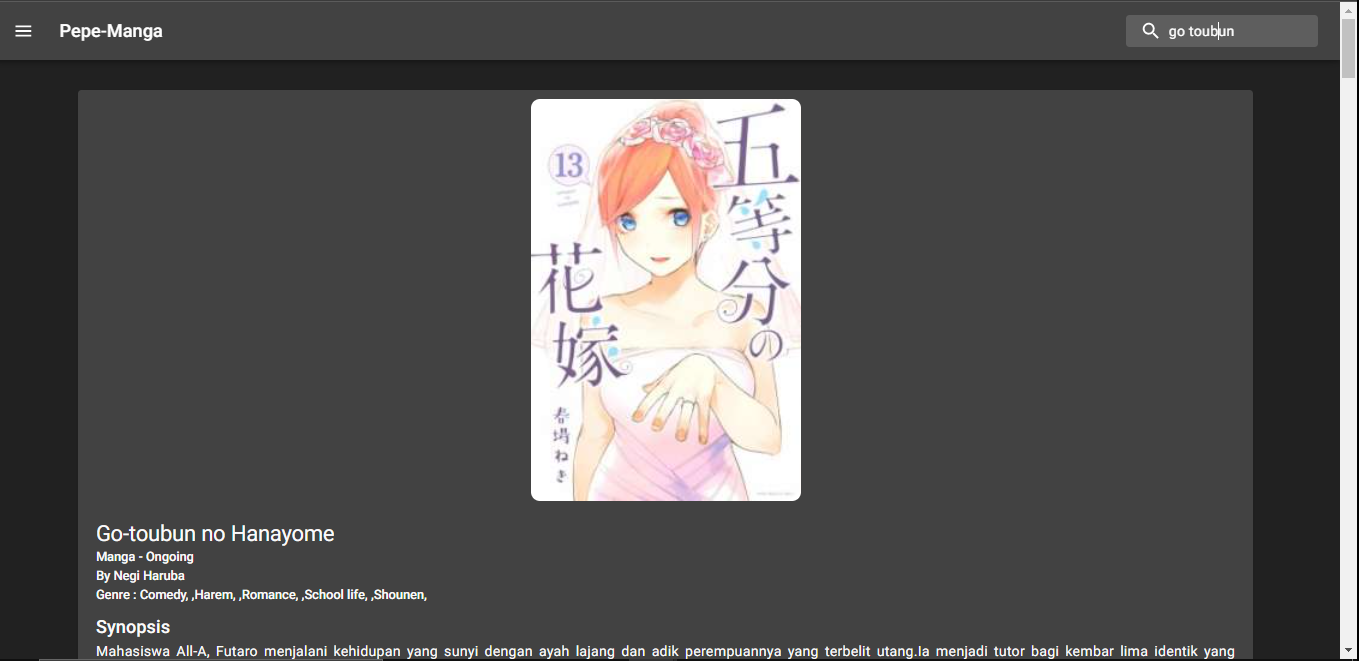 Pepe-Manga
go toubun
13
五等分の
花嫁
春場ねぎ
Go-toubun no Hanayome
Manga - Ongoing
By Negi Haruba
Genre : Comedy, ,Harem, ,Romance, ,School life, ,Shounen,
Synopsis
Mahasiswa All-A, Futaro menjalani kehidupan yang sunyi dengan ayah lajang dan adik perempuannya yang terbelit utang.Ia menjadi tutor bagi kembar lima identik yang